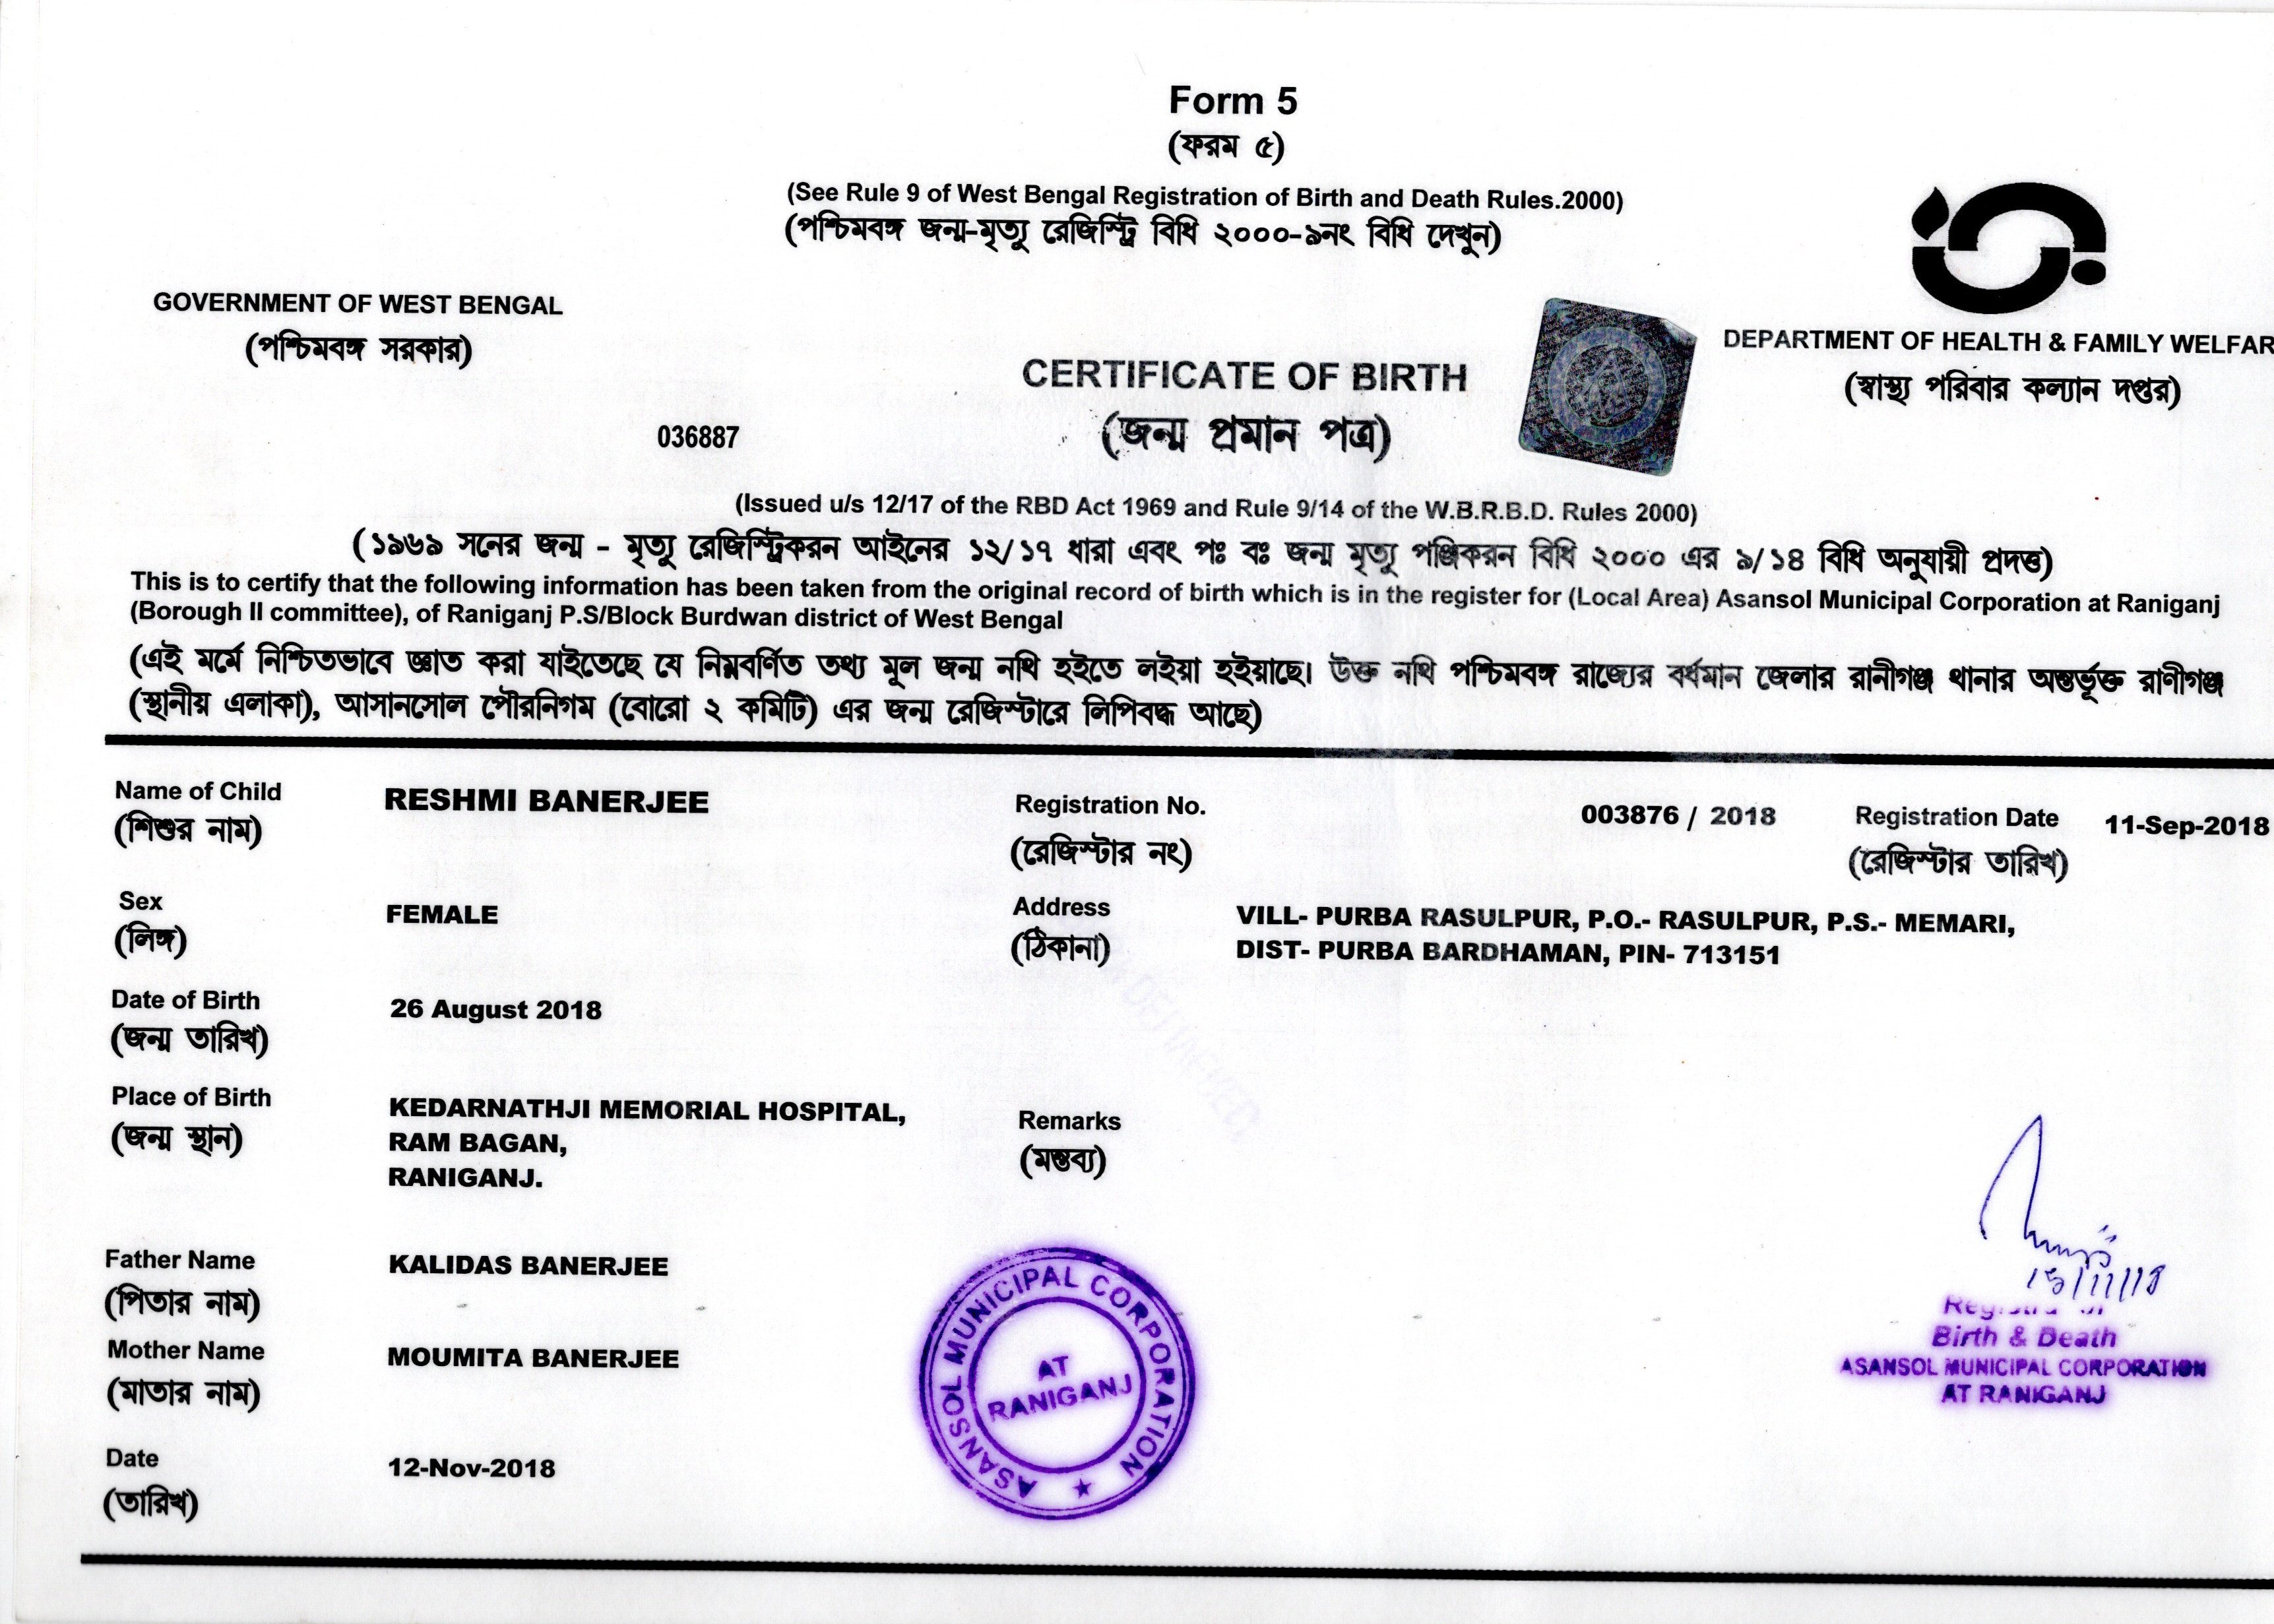 Form 5
(ফরম ৫)
(See Rule 9 of West Bengal Registration of Birth and Death Rules.2000)
(পশ্চিমবঙ্গ জন্ম-মৃত্যু রেজিস্ট্রি বিধি ২০০০-৯নং বিধি দেখুন)
GOVERNMENT OF WEST BENGAL
(পশ্চিমবঙ্গ সরকার)
DEPARTMENT OF HEALTH & FAMILY WELFAR
(স্বাস্থ্য পরিবার কল্যান দপ্তর)
CERTIFICATE OF BIRTH
(জন্ম প্রমান পত্র)
036887
(Issued u/s 12/17 of the RBD Act 1969 and Rule 9/14 of the W.B.R.B.D. Rules 2000)
(১৯৬৯ সনের জন্ম - মৃত্যু রেজিস্ট্রিকরন আইনের ১২/১৭ ধারা এবং পঃ বঃ জন্ম মৃত্যু পঞ্জিকরন বিধি ২০০০ এর ৯/১৪ বিধি অনুযায়ী প্রদত্ত)
This is to certify that the following information has been taken from the original record of birth which is in the register for (Local Area) Asansol Municipal Corporation at Raniganj
(Borough II committee), of Raniganj P.S/Block Burdwan district of West Bengal
(এই মর্মে নিশ্চিতভাবে জ্ঞাত করা যাইতেছে যে নিম্নবর্ণিত তথ্য মূল জন্ম নথি হইতে লইয়া হইয়াছে। উক্ত নথি পশ্চিমবঙ্গ রাজ্যের বর্ধমান জেলার রানীগঞ্জ থানার অন্তর্ভূক্ত রাণীগঞ্জ
(স্থানীয় এলাকা), আসানসোল পৌরনিগম (বোরো ২ কমিটি) এর জন্ম রেজিস্টারে লিপিবদ্ধ আছে)
Name of Child RESHMI BANERJEE Registration No. 003876 / 2018 Registration Date 11-Sep-2018
(শিশুর নাম) (রেজিস্টার নং) (রেজিস্টার তারিখ)
Sex FEMALE Address VILL- PURBA RASULPUR, P.O.- RASULPUR, P.S.- MEMARI,
(লিঙ্গ) (ঠিকানা) DIST- PURBA BARDHAMAN, PIN- 713151
Date of Birth 26 August 2018
(জন্ম তারিখ)
Place of Birth KEDARNATHJI MEMORIAL HOSPITAL, Remarks
(জন্ম স্থান) RAM BAGAN, (মন্তব্য)
RANIGANJ.
Father Name KALIDAS BANERJEE
(পিতার নাম)
Mother Name MOUMITA BANERJEE
(মাতার নাম)
Date 12-Nov-2018
(তারিখ)
ASANSOL MUNICIPAL CORPORATION
AT
RANIGANJ
15/11/18
Birth & Death
ASANSOL MUNICIPAL CORPORATION
AT RANIGANJ